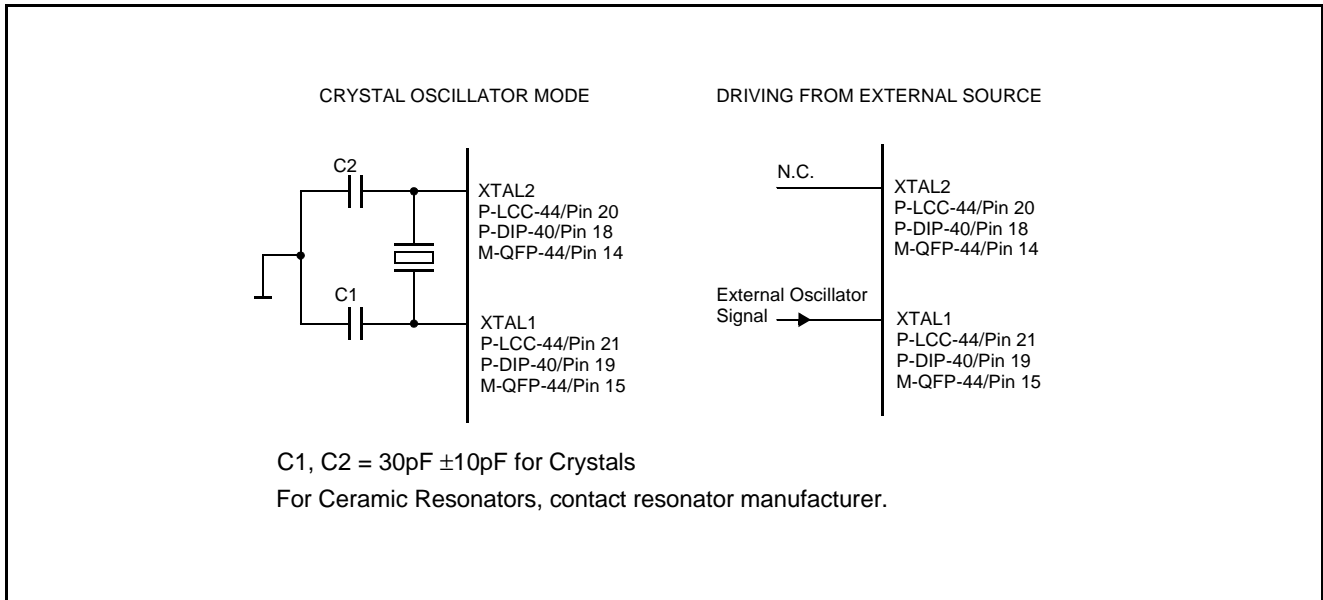 CRYSTAL OSCILLATOR MODE
C2
XTAL2
P-LCC-44/Pin 20
P-DIP-40/Pin 18
M-QFP-44/Pin 14
C1
XTAL1
P-LCC-44/Pin 21
P-DIP-40/Pin 19
M-QFP-44/Pin 15
DRIVING FROM EXTERNAL SOURCE
N.C.
XTAL2
P-LCC-44/Pin 20
P-DIP-40/Pin 18
M-QFP-44/Pin 14
External Oscillator
Signal
XTAL1
P-LCC-44/Pin 21
P-DIP-40/Pin 19
M-QFP-44/Pin 15
C1, C2 = 30pF ±10pF for Crystals
For Ceramic Resonators, contact resonator manufacturer.